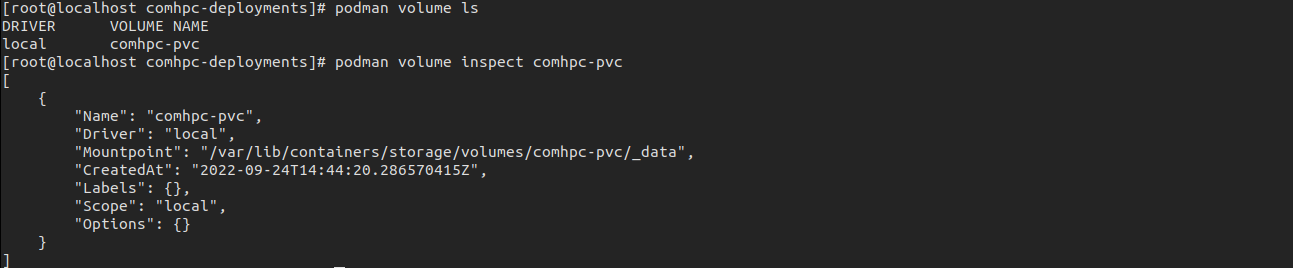 [root@localhost comhpc-deployments]# podman volume ls
DRIVER      VOLUME NAME
local       comhpc-pvc
[root@localhost comhpc-deployments]# podman volume inspect comhpc-pvc
[
    {
        "Name": "comhpc-pvc",
        "Driver": "local",
        "Mountpoint": "/var/lib/containers/storage/volumes/comhpc-pvc/_data",
        "CreatedAt": "2022-09-24T14:44:20.286570415Z",
        "Labels": {},
        "Scope": "local",
        "Options": {}
    }
]